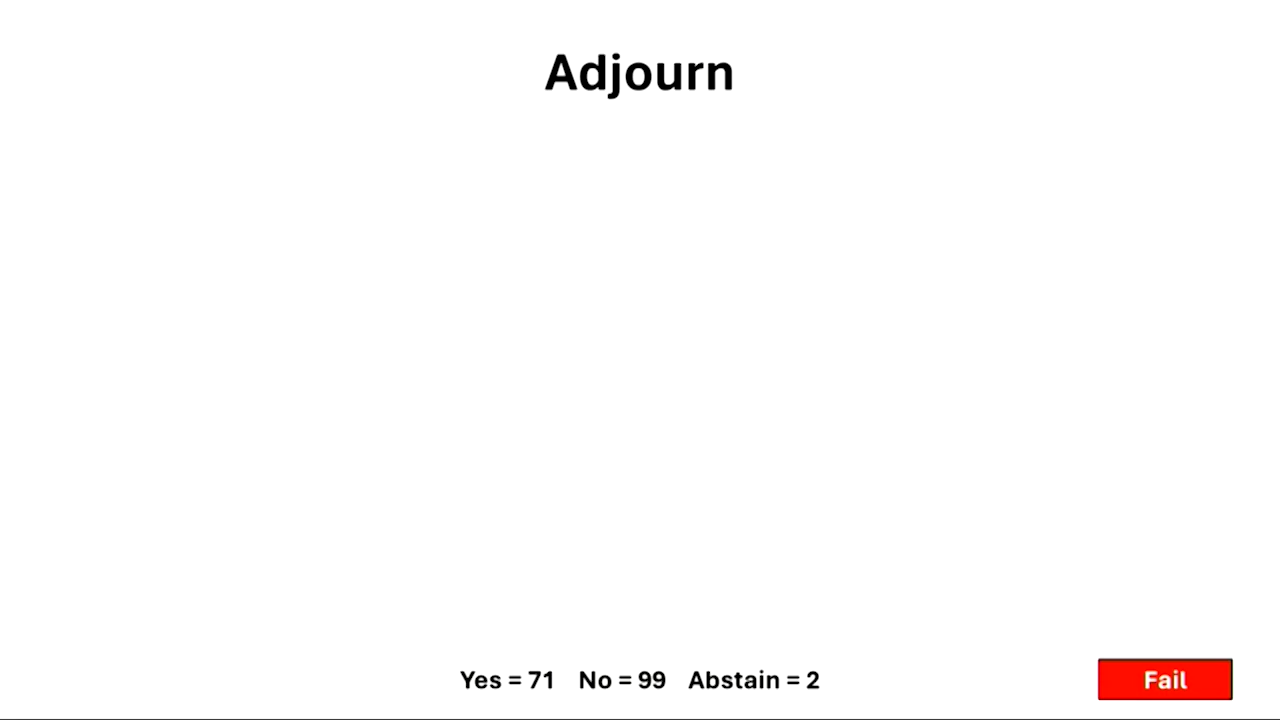 Adjourn
Yes = 71 No = 99 Abstain = 2
Fail